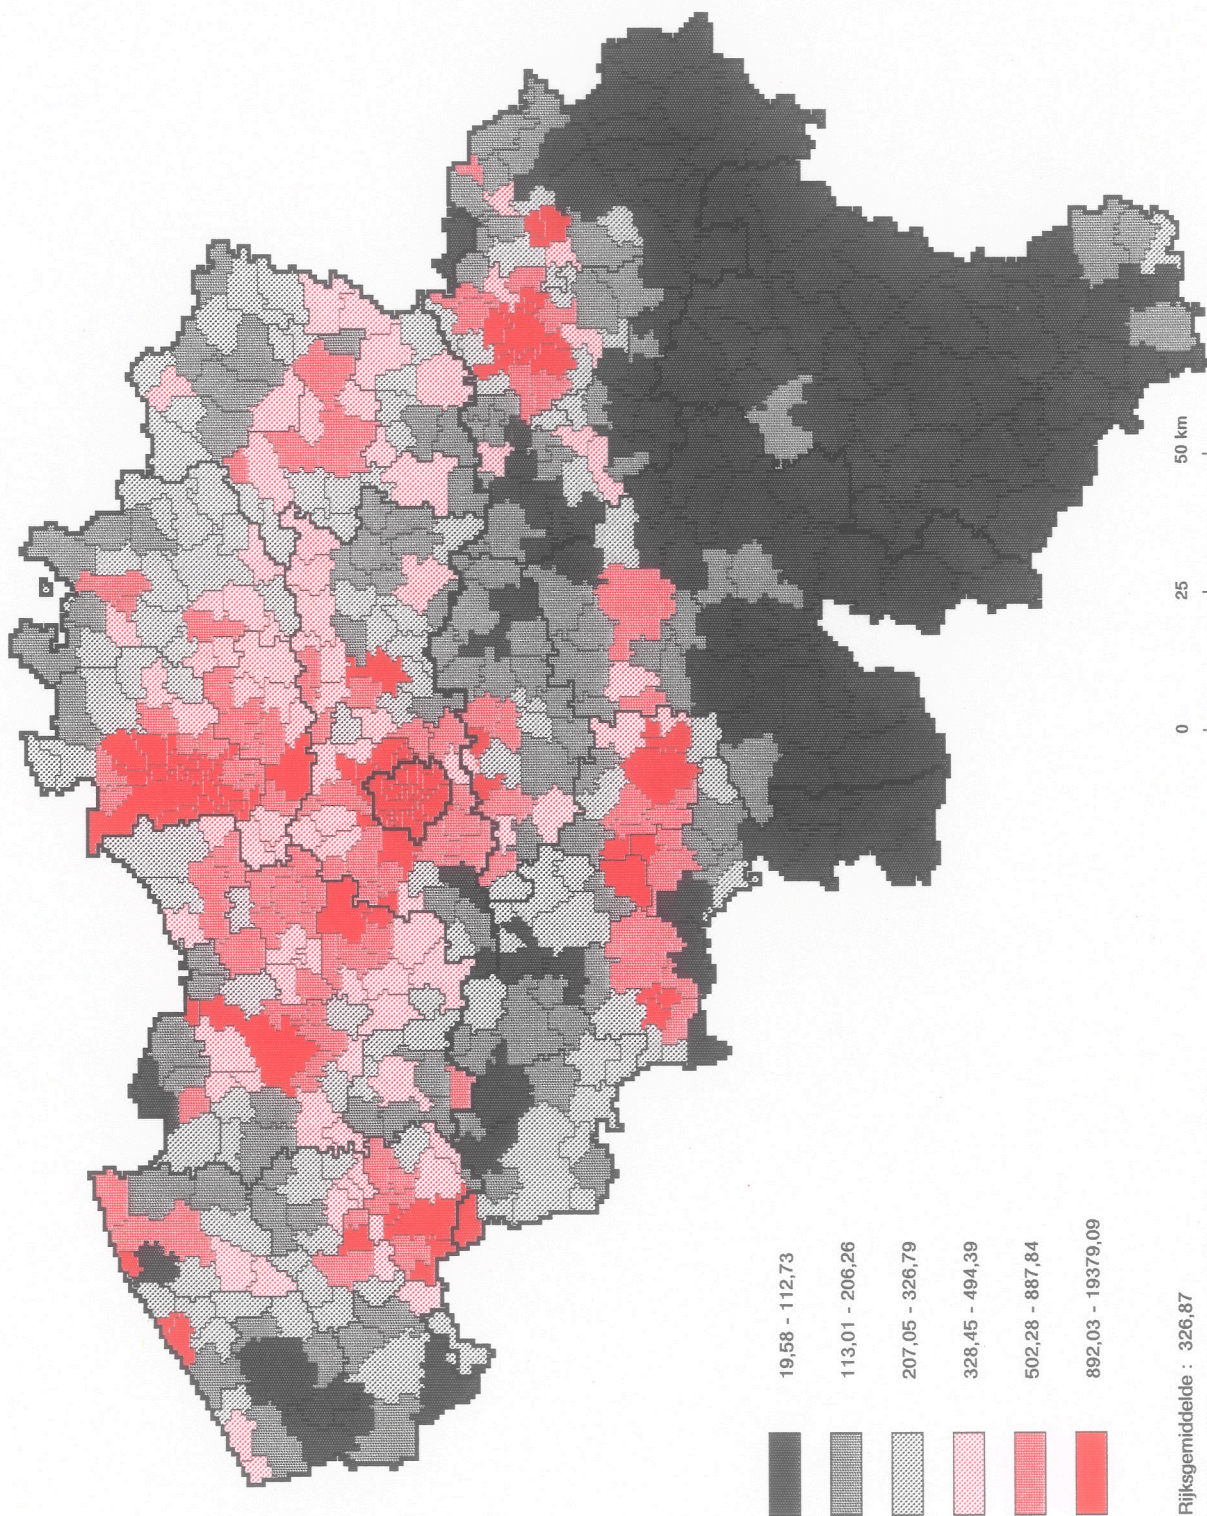 19,58 - 112,73
113,01 - 206,26
207,05 - 326,79
328,45 - 494,39
502,28 - 887,84
892,03 - 19379,09
Rijksgemiddelde : 326,87
0 25 50 km